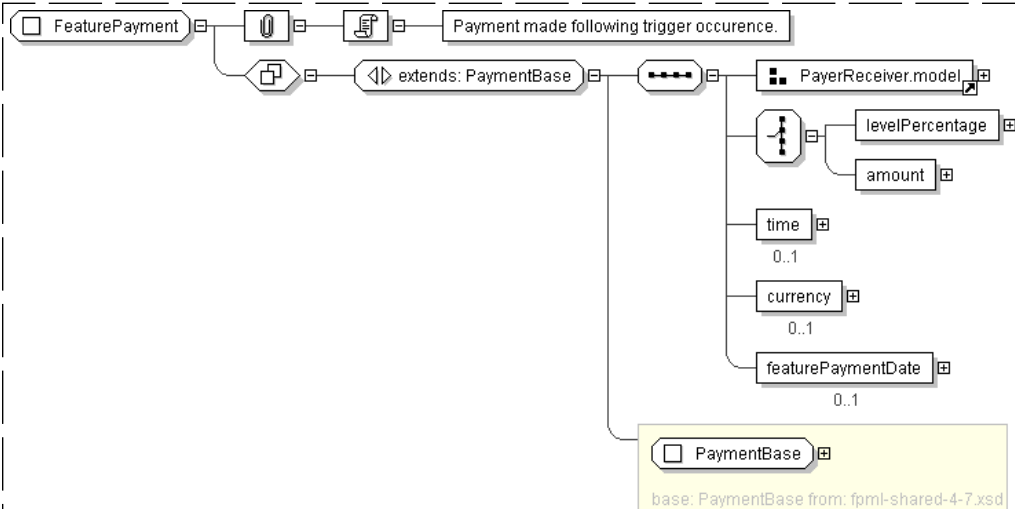 FeaturePayment
Payment made following trigger occurence.
extends: PaymentBase
PayerReceiver.model
levelPercentage
amount
time
0..1
currency
0..1
featurePaymentDate
0..1
PaymentBase
base: PaymentBase from: fpml-shared-4-7.xsd